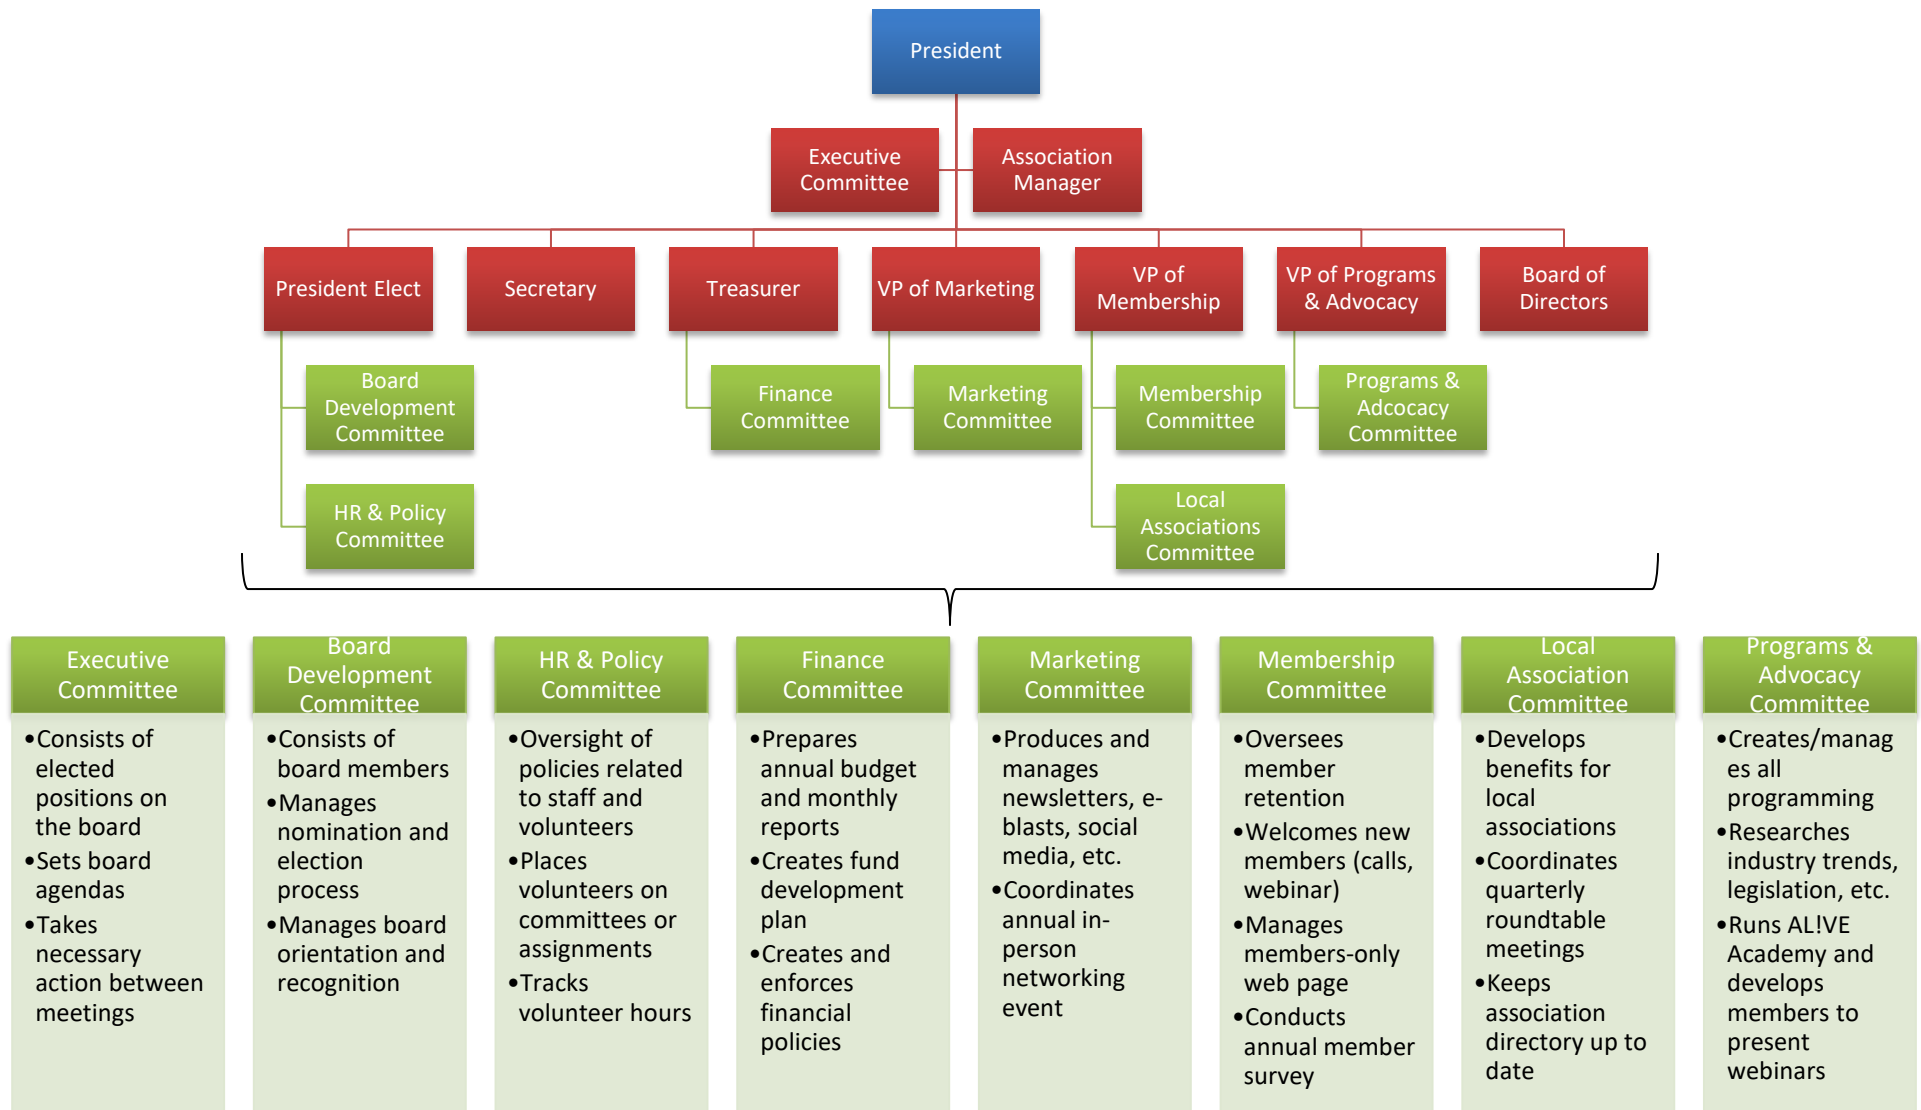 President
Executive
Committee
Association
Manager
President Elect
Secretary
Treasurer
VP of Marketing
VP of
Membership
VP of Programs
& Advocacy
Board of
Directors
Board
Development
Committee
Finance
Committee
Marketing
Committee
Membership
Committee
Programs &
Adcocacy
Committee
HR & Policy
Committee
Local
Associations
Committee
Executive
Committee
•Consists of
elected
positions on
the board
•Sets board
agendas
•Takes
necessary
action between
meetings
Board
Development
Committee
•Consists of
board members
•Manages
nomination and
election
process
•Manages board
orientation and
recognition
HR & Policy
Committee
•Oversight of
policies related
to staff and
volunteers
•Places
volunteers on
committees or
assignments
•Tracks
volunteer hours
Finance
Committee
•Prepares
annual budget
and monthly
reports
•Creates fund
development
plan
•Creates and
enforces
financial
policies
Marketing
Committee
•Produces and
manages
newsletters, e-
blasts, social
media, etc.
•Coordinates
annual in-
person
networking
event
Membership
Committee
•Oversees
member
retention
•Welcomes new
members (calls,
webinar)
•Manages
members-only
web page
•Conducts
annual member
survey
Local
Association
Committee
•Develops
benefits for
local
associations
•Coordinates
quarterly
roundtable
meetings
•Keeps
association
directory up to
date
Programs &
Advocacy
Committee
•Creates/manag
es all
programming
•Researches
industry trends,
legislation, etc.
•Runs AL!VE
Academy and
develops
members to
present
webinars